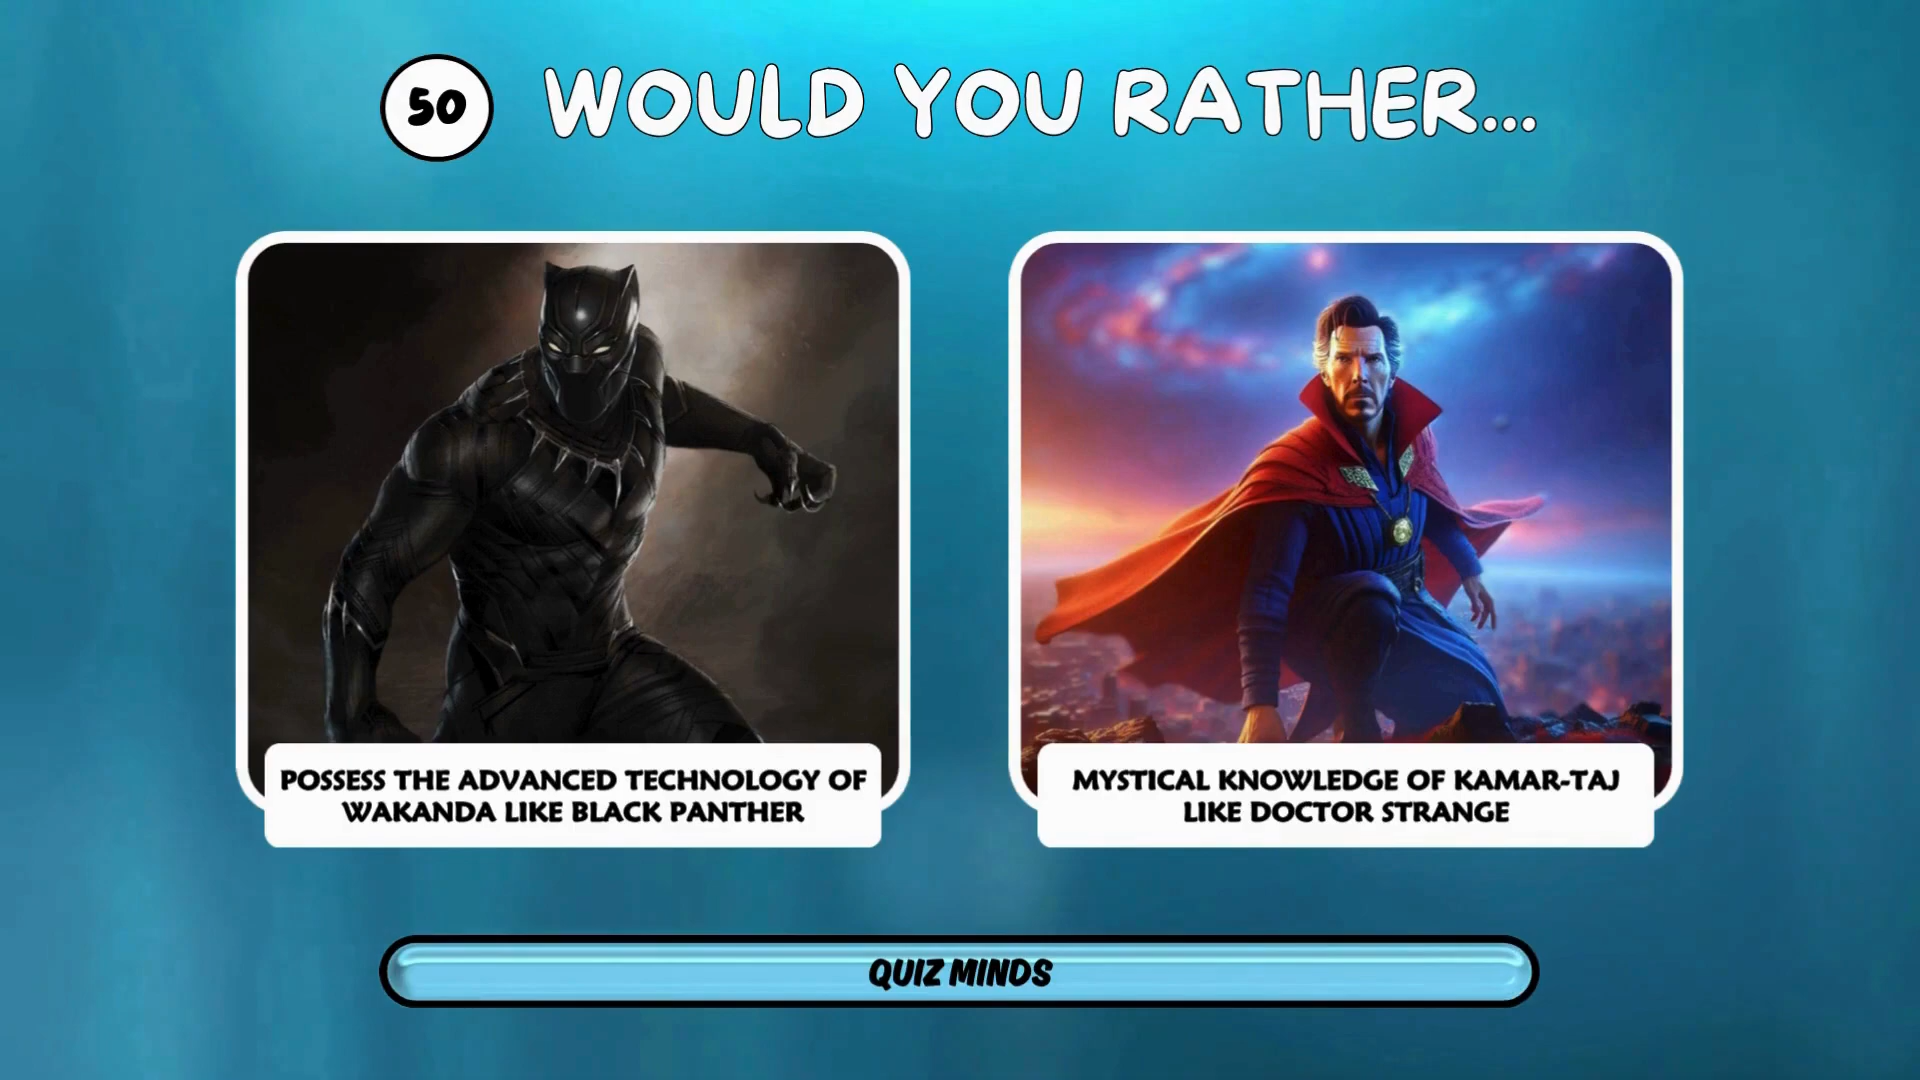 50
WOULD YOU RATHER...
POSSESS THE ADVANCED TECHNOLOGY OF
WAKANDA LIKE BLACK PANTHER
MYSTICAL KNOWLEDGE OF KAMAR-TAJ
LIKE DOCTOR STRANGE
QUIZ MINDS